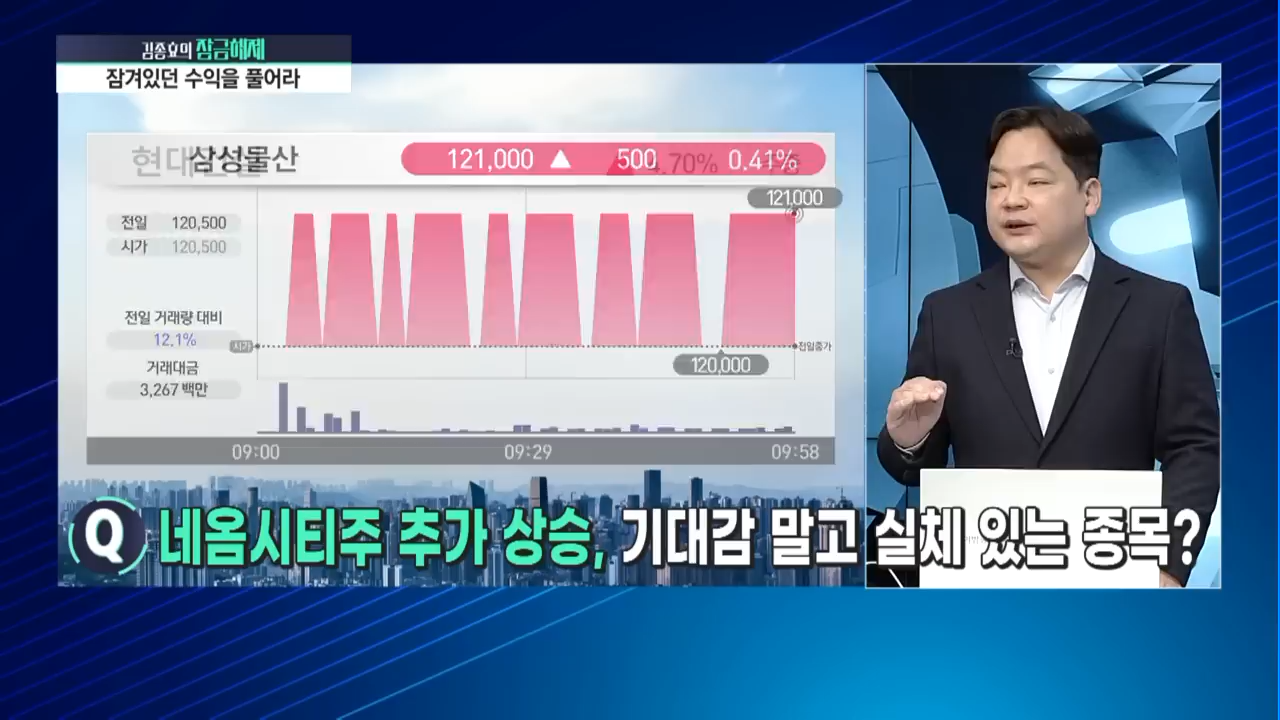 김종효의 잠금해제
잠겨있던 수익을 풀어라
현대
삼성물산
121,000 ▲ 500 0.41%
4.70%
121,000
전일 120,500
시가 120,500
전일 거래량 대비
12.1%
시가
전일종가
거래대금
120,000
3,267 백만
09:00 09:29 09:58
Q 네옴시티주 추가 상승, 기대감 말고 실체 있는 종목?